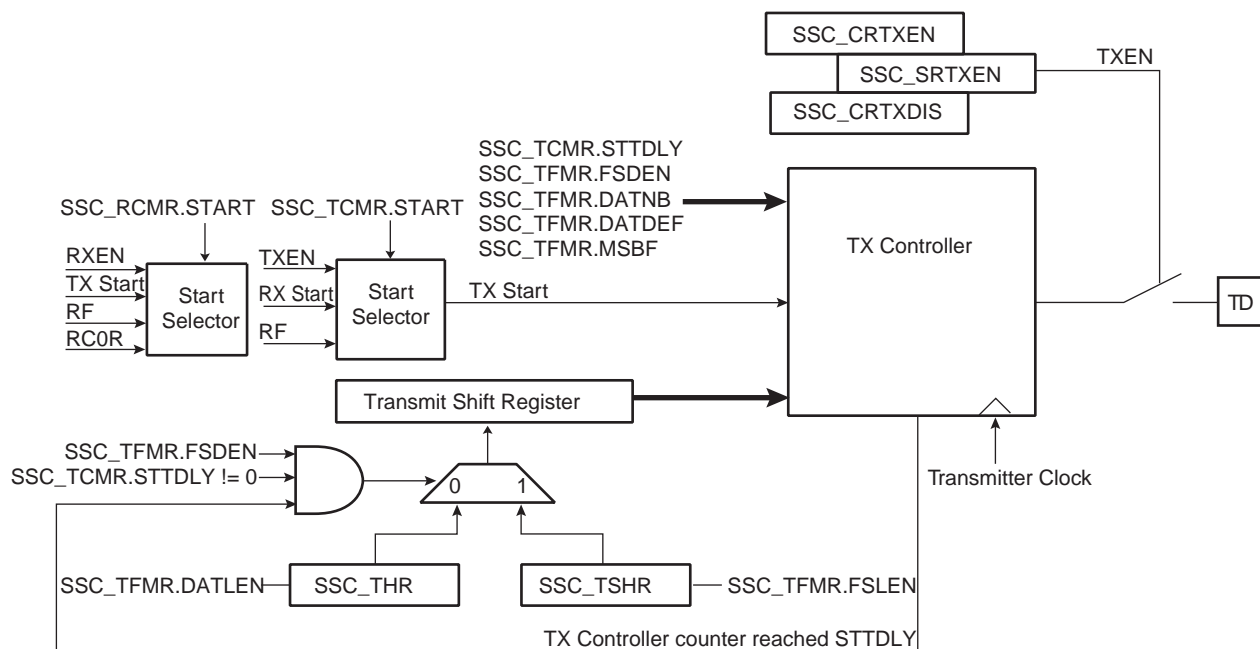 SSC_CRTXEN
SSC_SRTXEN
TXEN
SSC_CRTXDIS
SSC_TCMR.STTDLY
SSC_TFMR.FSDEN
SSC_TFMR.DATNB
SSC_TFMR.DATDEF
SSC_TFMR.MSBF
SSC_RCMR.START
SSC_TCMR.START
RXEN
TX Start
RF
RC0R
Start
Selector
TXEN
RX Start
RF
Start
Selector
TX Start
TX Controller
TD
Transmit Shift Register
Transmitter Clock
SSC_TFMR.FSDEN
SSC_TCMR.STTDLY != 0
0
1
SSC_TFMR.DATLEN
SSC_THR
SSC_TSHR
SSC_TFMR.FSLEN
TX Controller counter reached STTDLY